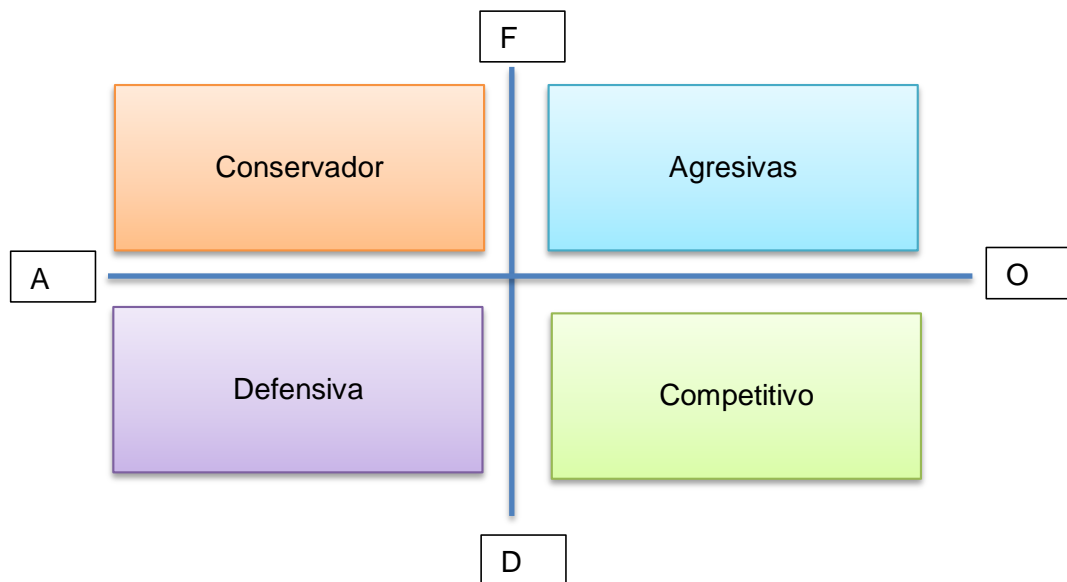 F
Conservador
Agresivas
A
O
Defensiva
Competitivo
D